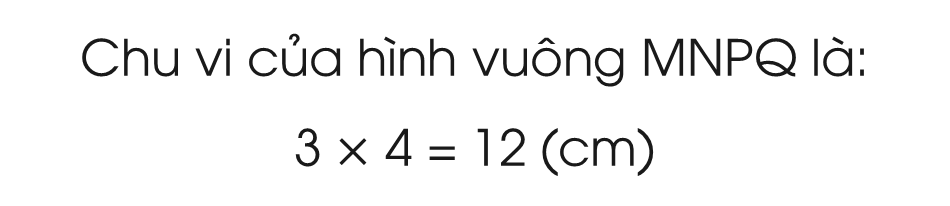 Chu vi của hình vuông MNPQ là:
3 × 4 = 12 (cm)